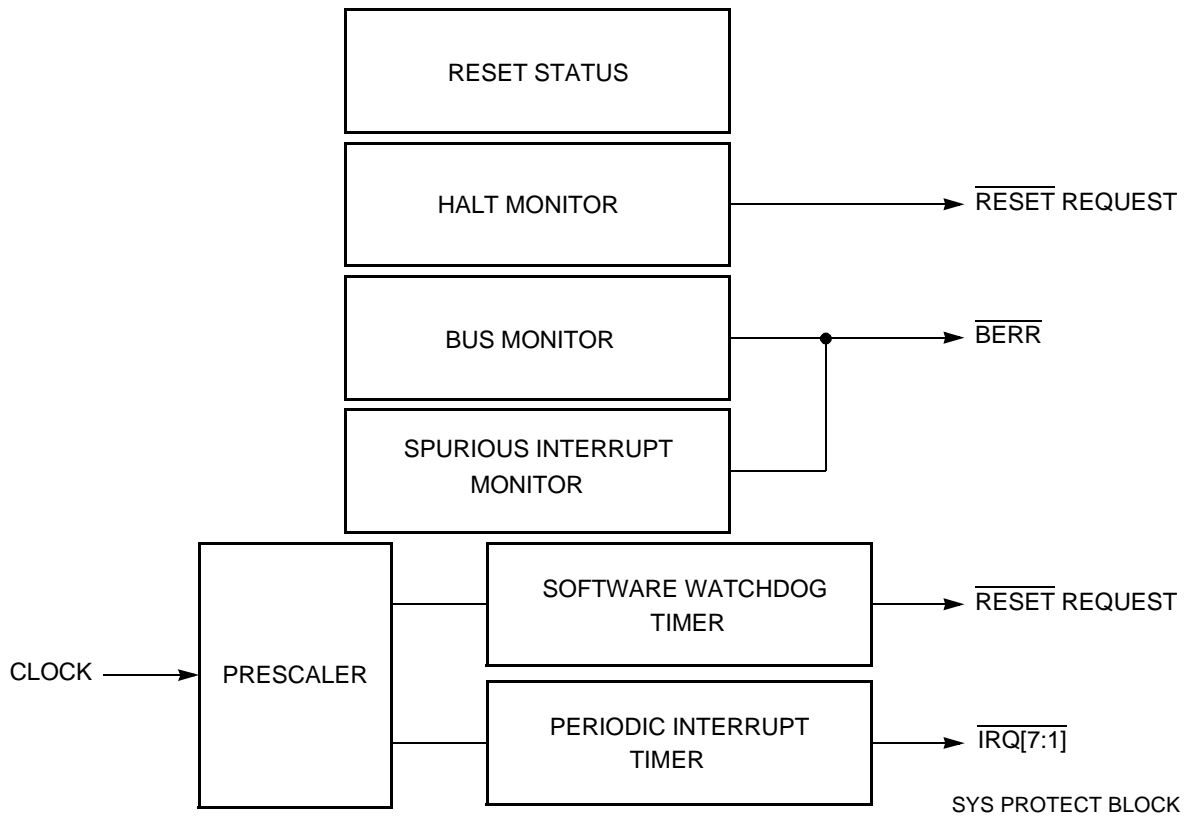 RESET STATUS
HALT MONITOR
RESET REQUEST
BUS MONITOR
BERR
SPURIOUS INTERRUPT
MONITOR
SOFTWARE WATCHDOG
TIMER
RESET REQUEST
CLOCK
PRESCALER
PERIODIC INTERRUPT
TIMER
IRQ[7:1]
SYS PROTECT BLOCK